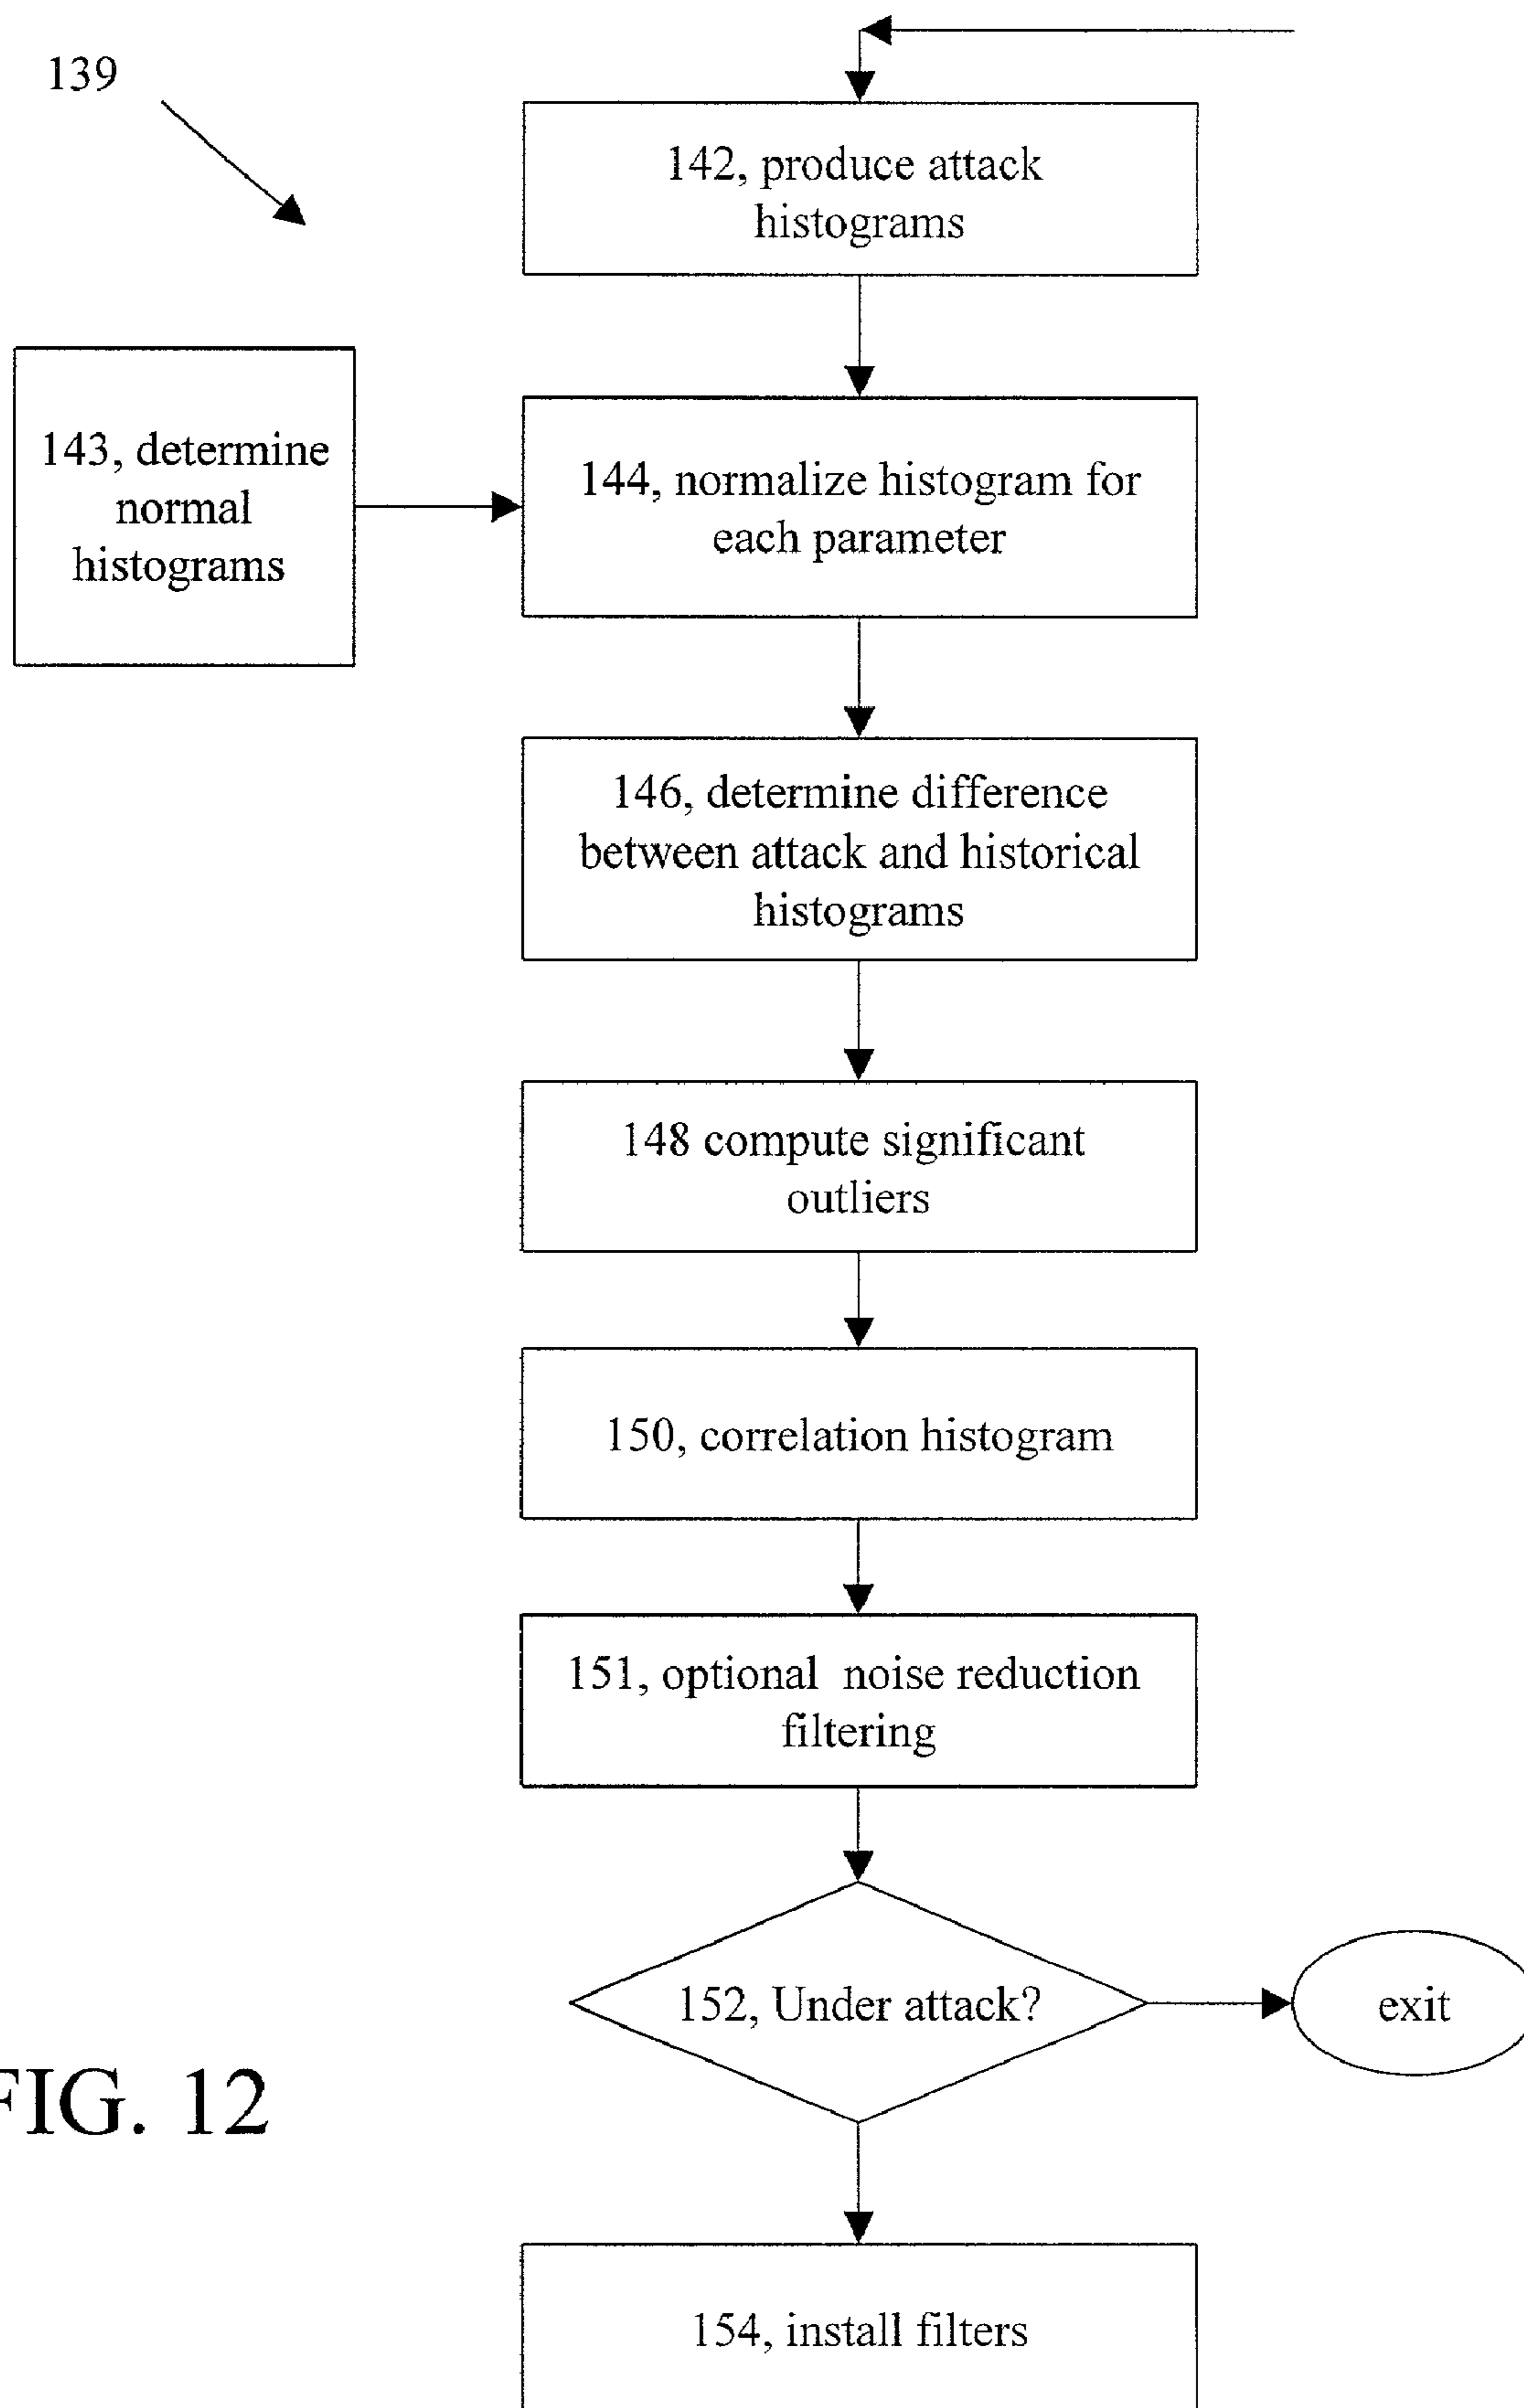 139
142, produce attack
histograms
143, determine
normal
histograms
144, normalize histogram for
each parameter
146, determine difference
between attack and historical
histograms
148 compute significant
outliers
150, correlation histogram
151, optional noise reduction
filtering
152, Under attack?
exit
FIG. 12
154, install filters